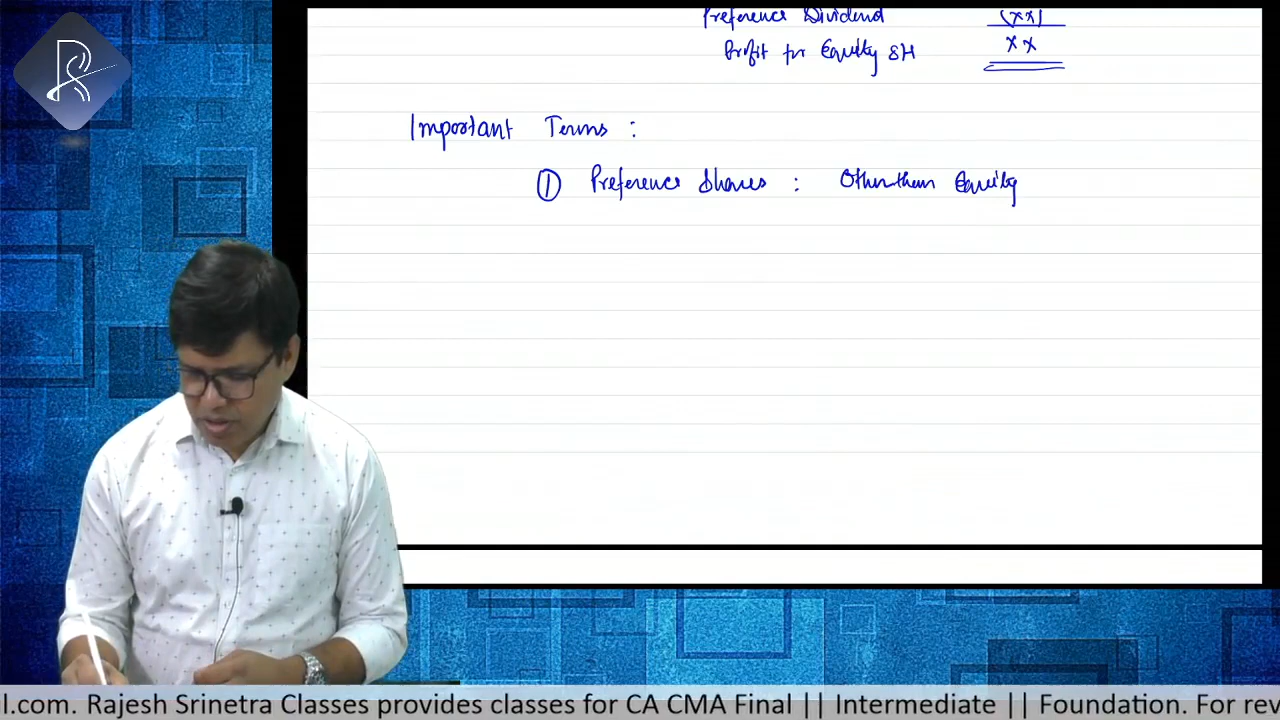 Preference Dividend (xx)
Profit for Equity SH xx
Important Terms :
① Preference Shares : Other than Equity
il.com. Rajesh Srinetra Classes provides classes for CA CMA Final || Intermediate || Foundation. For rev